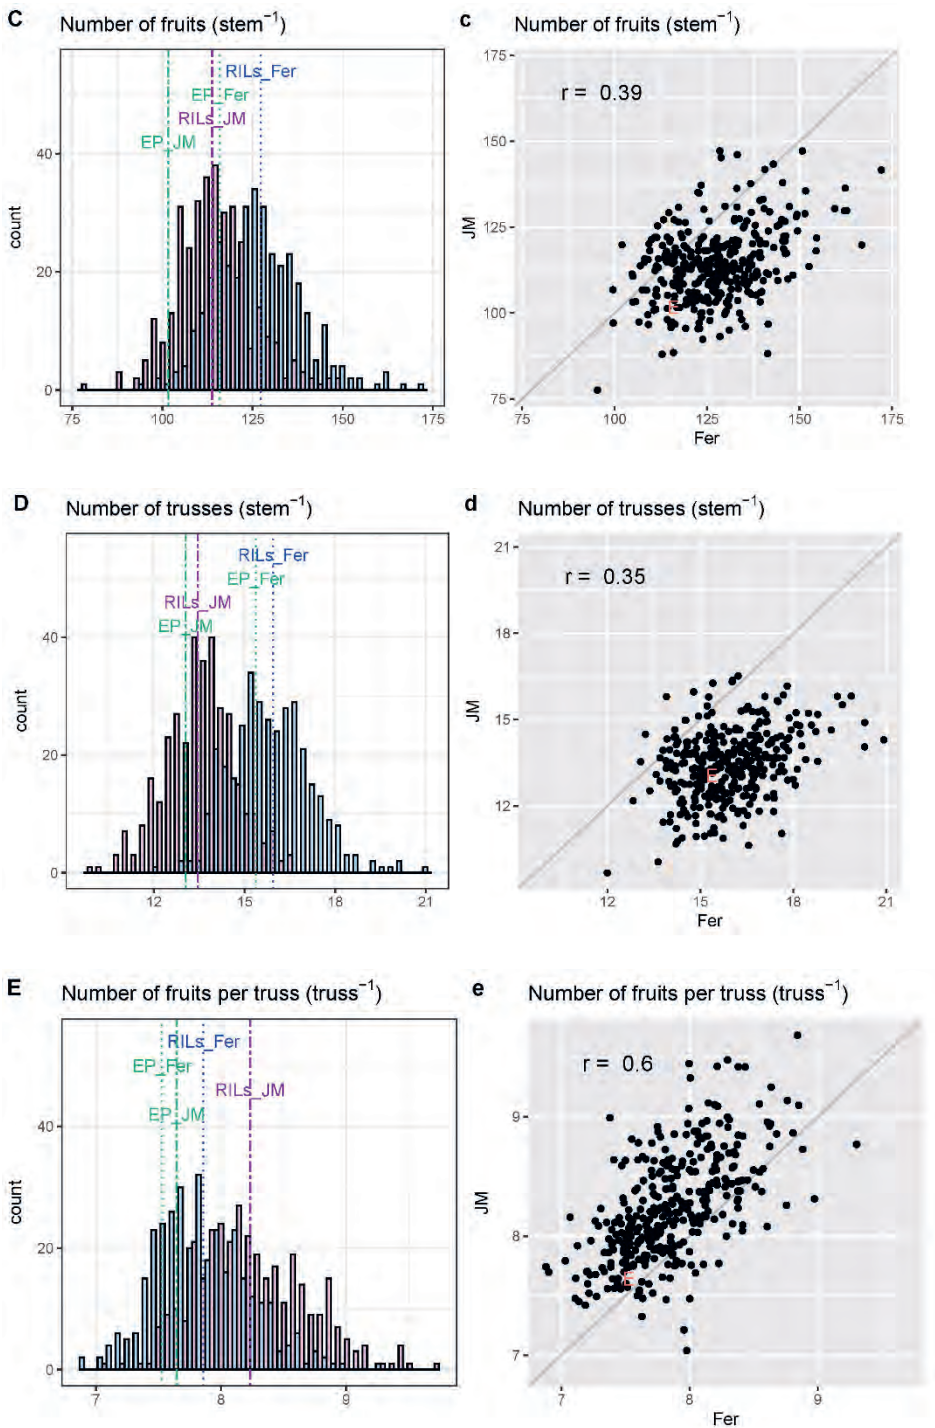 C Number of fruits (stem⁻¹)
RILs_Fer
EP_Fer
RILs_JM
EP_JM
40
20
0
count
75 100 125 150 175
c Number of fruits (stem⁻¹)
r = 0.39
175
150
125
100
75
JM
E
75 100 125 150 175
Fer
D Number of trusses (stem⁻¹)
RILs_Fer
EP_Fer
RILs_JM
EP_JM
40
20
0
count
12 15 18 21
d Number of trusses (stem⁻¹)
r = 0.35
21
18
15
12
JM
E
12 15 18 21
Fer
E Number of fruits per truss (truss⁻¹)
RILs_Fer
EP_Fer
RILs_JM
EP_JM
40
20
0
count
7 8 9
e Number of fruits per truss (truss⁻¹)
r = 0.6
9
8
7
JM
E
7 8 9
Fer